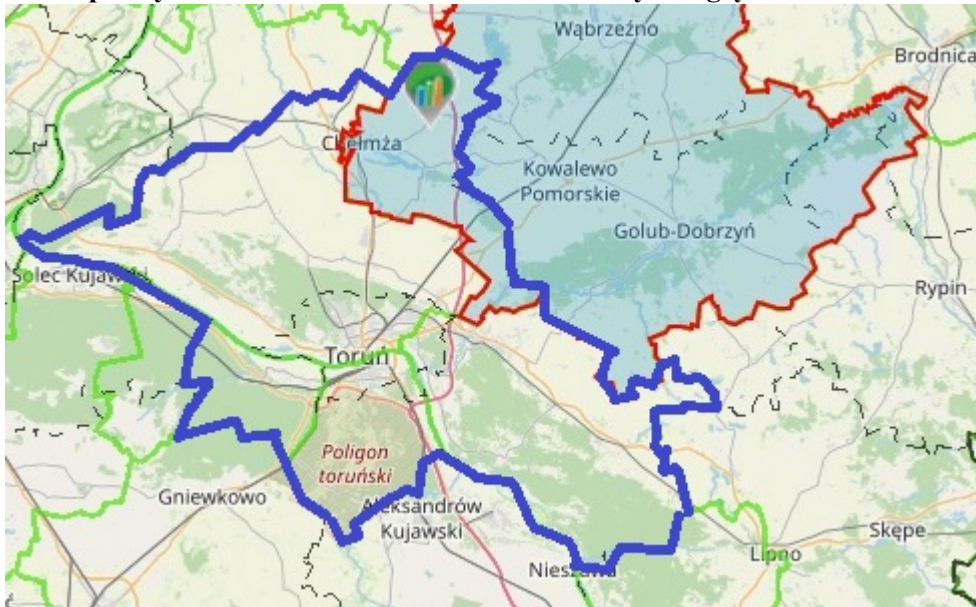 Wąbrzeźno
Brodnica
Chełmża
Kowalewo
Pomorskie
Golub-Dobrzyń
Rypin
Solec Kujawski
Toruń
Poligon
toruński
Gniewkowo
Aleksandrów
Kujawski
Skępe
Lipno
Nieszawa